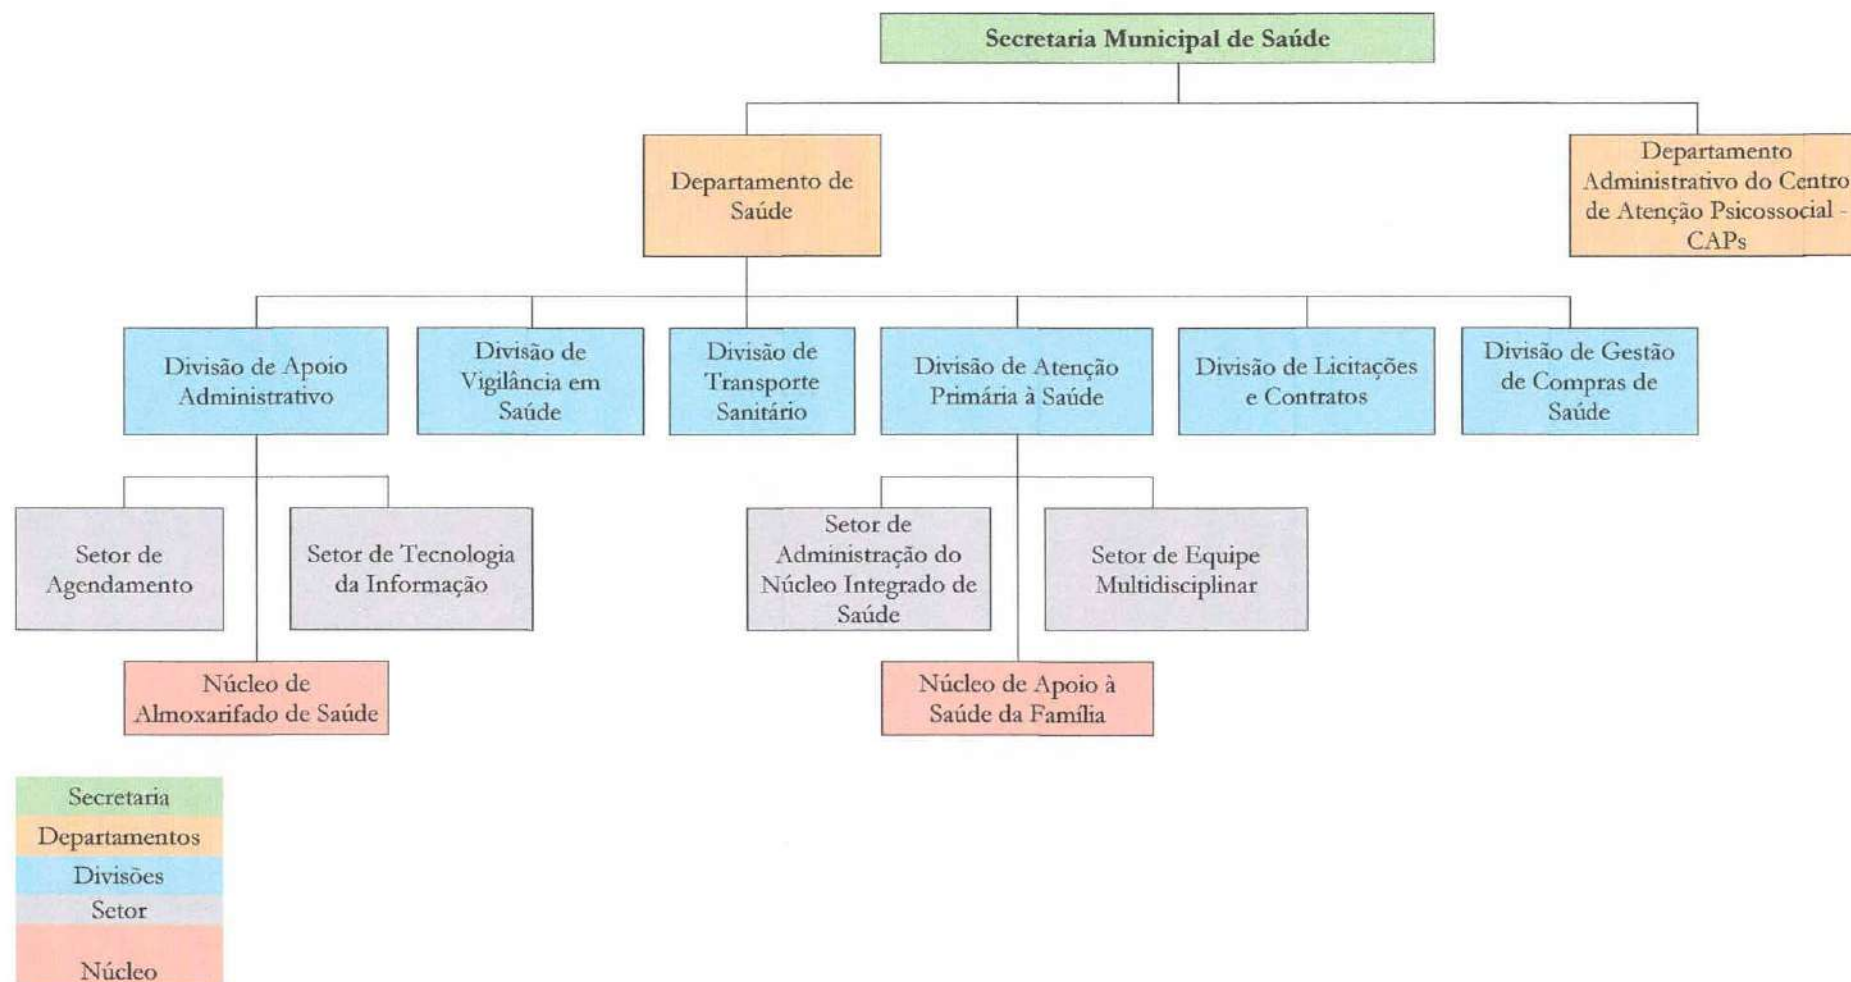 Secretaria Municipal de Saúde
Departamento de
Saúde
Departamento
Administrativo do Centro
de Atenção Psicossocial -
CAPs
Divisão de Apoio
Administrativo
Divisão de
Vigilância em
Saúde
Divisão de
Transporte
Sanitário
Divisão de Atenção
Primária à Saúde
Divisão de Licitações
e Contratos
Divisão de Gestão
de Compras de
Saúde
Setor de
Agendamento
Setor de Tecnologia
da Informação
Setor de
Administração do
Núcleo Integrado de
Saúde
Setor de Equipe
Multidisciplinar
Núcleo de
Almoxarifado de Saúde
Núcleo de Apoio à
Saúde da Família
Secretaria
Departamentos
Divisões
Setor
Núcleo